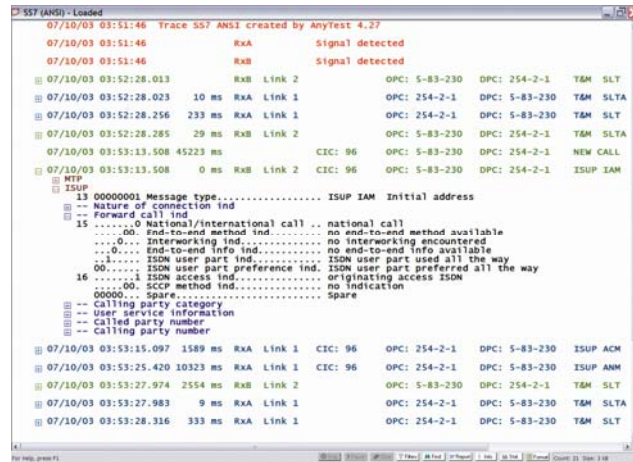 SS7 (ANSI) - Loaded
07/10/03 03:51:46 Trace SS7 ANSI created by AnyTest 4.27
07/10/03 03:51:46 RxA Signal detected
07/10/03 03:51:46 RxB Signal detected
07/10/03 03:52:28.013 RxB Link 2 OPC: 5-83-230 DPC: 254-2-1 T&M SLT
07/10/03 03:52:28.023 10 ms RxA Link 1 OPC: 254-2-1 DPC: 5-83-230 T&M SLTA
07/10/03 03:52:28.256 233 ms RxA Link 1 OPC: 254-2-1 DPC: 5-83-230 T&M SLT
07/10/03 03:52:28.285 29 ms RxB Link 2 OPC: 5-83-230 DPC: 254-2-1 T&M SLTA
07/10/03 03:53:13.508 45223 ms CIC: 96 OPC: 5-83-230 DPC: 254-2-1 NEW CALL
07/10/03 03:53:13.508 0 ms RxB Link 2 CIC: 96 OPC: 5-83-230 DPC: 254-2-1 ISUP IAM
MTP
ISUP
13 00000001 Message type................. ISUP IAM Initial address
-- Nature of connection ind
-- Forward call ind
15 .......0 National/international call .. national call
.....00. End-to-end method ind........ no end-to-end method available
....0... Interworking ind............. no interworking encountered
...0.... End-to-end info ind.......... no end-to-end info available
..1..... ISDN user part ind........... ISDN user part used all the way
00...... ISDN user part preference ind. ISDN user part preferred all the way
16 .......1 ISDN access ind.............. originating access ISDN
.....00. SCCP method ind.............. no indication
00000... Spare........................ Spare
-- Calling party category
-- User service information
-- Called party number
-- Calling party number
07/10/03 03:53:15.097 1589 ms RxA Link 1 CIC: 96 OPC: 254-2-1 DPC: 5-83-230 ISUP ACM
07/10/03 03:53:25.420 10323 ms RxA Link 1 CIC: 96 OPC: 254-2-1 DPC: 5-83-230 ISUP ANM
07/10/03 03:53:27.974 2554 ms RxB Link 2 OPC: 5-83-230 DPC: 254-2-1 T&M SLT
07/10/03 03:53:27.983 9 ms RxA Link 1 OPC: 254-2-1 DPC: 5-83-230 T&M SLTA
07/10/03 03:53:28.316 333 ms RxA Link 1 OPC: 254-2-1 DPC: 5-83-230 T&M SLT
For Help, press F1 Filter Find Report Info Stat. Format Count: 21 Size: 3 kB